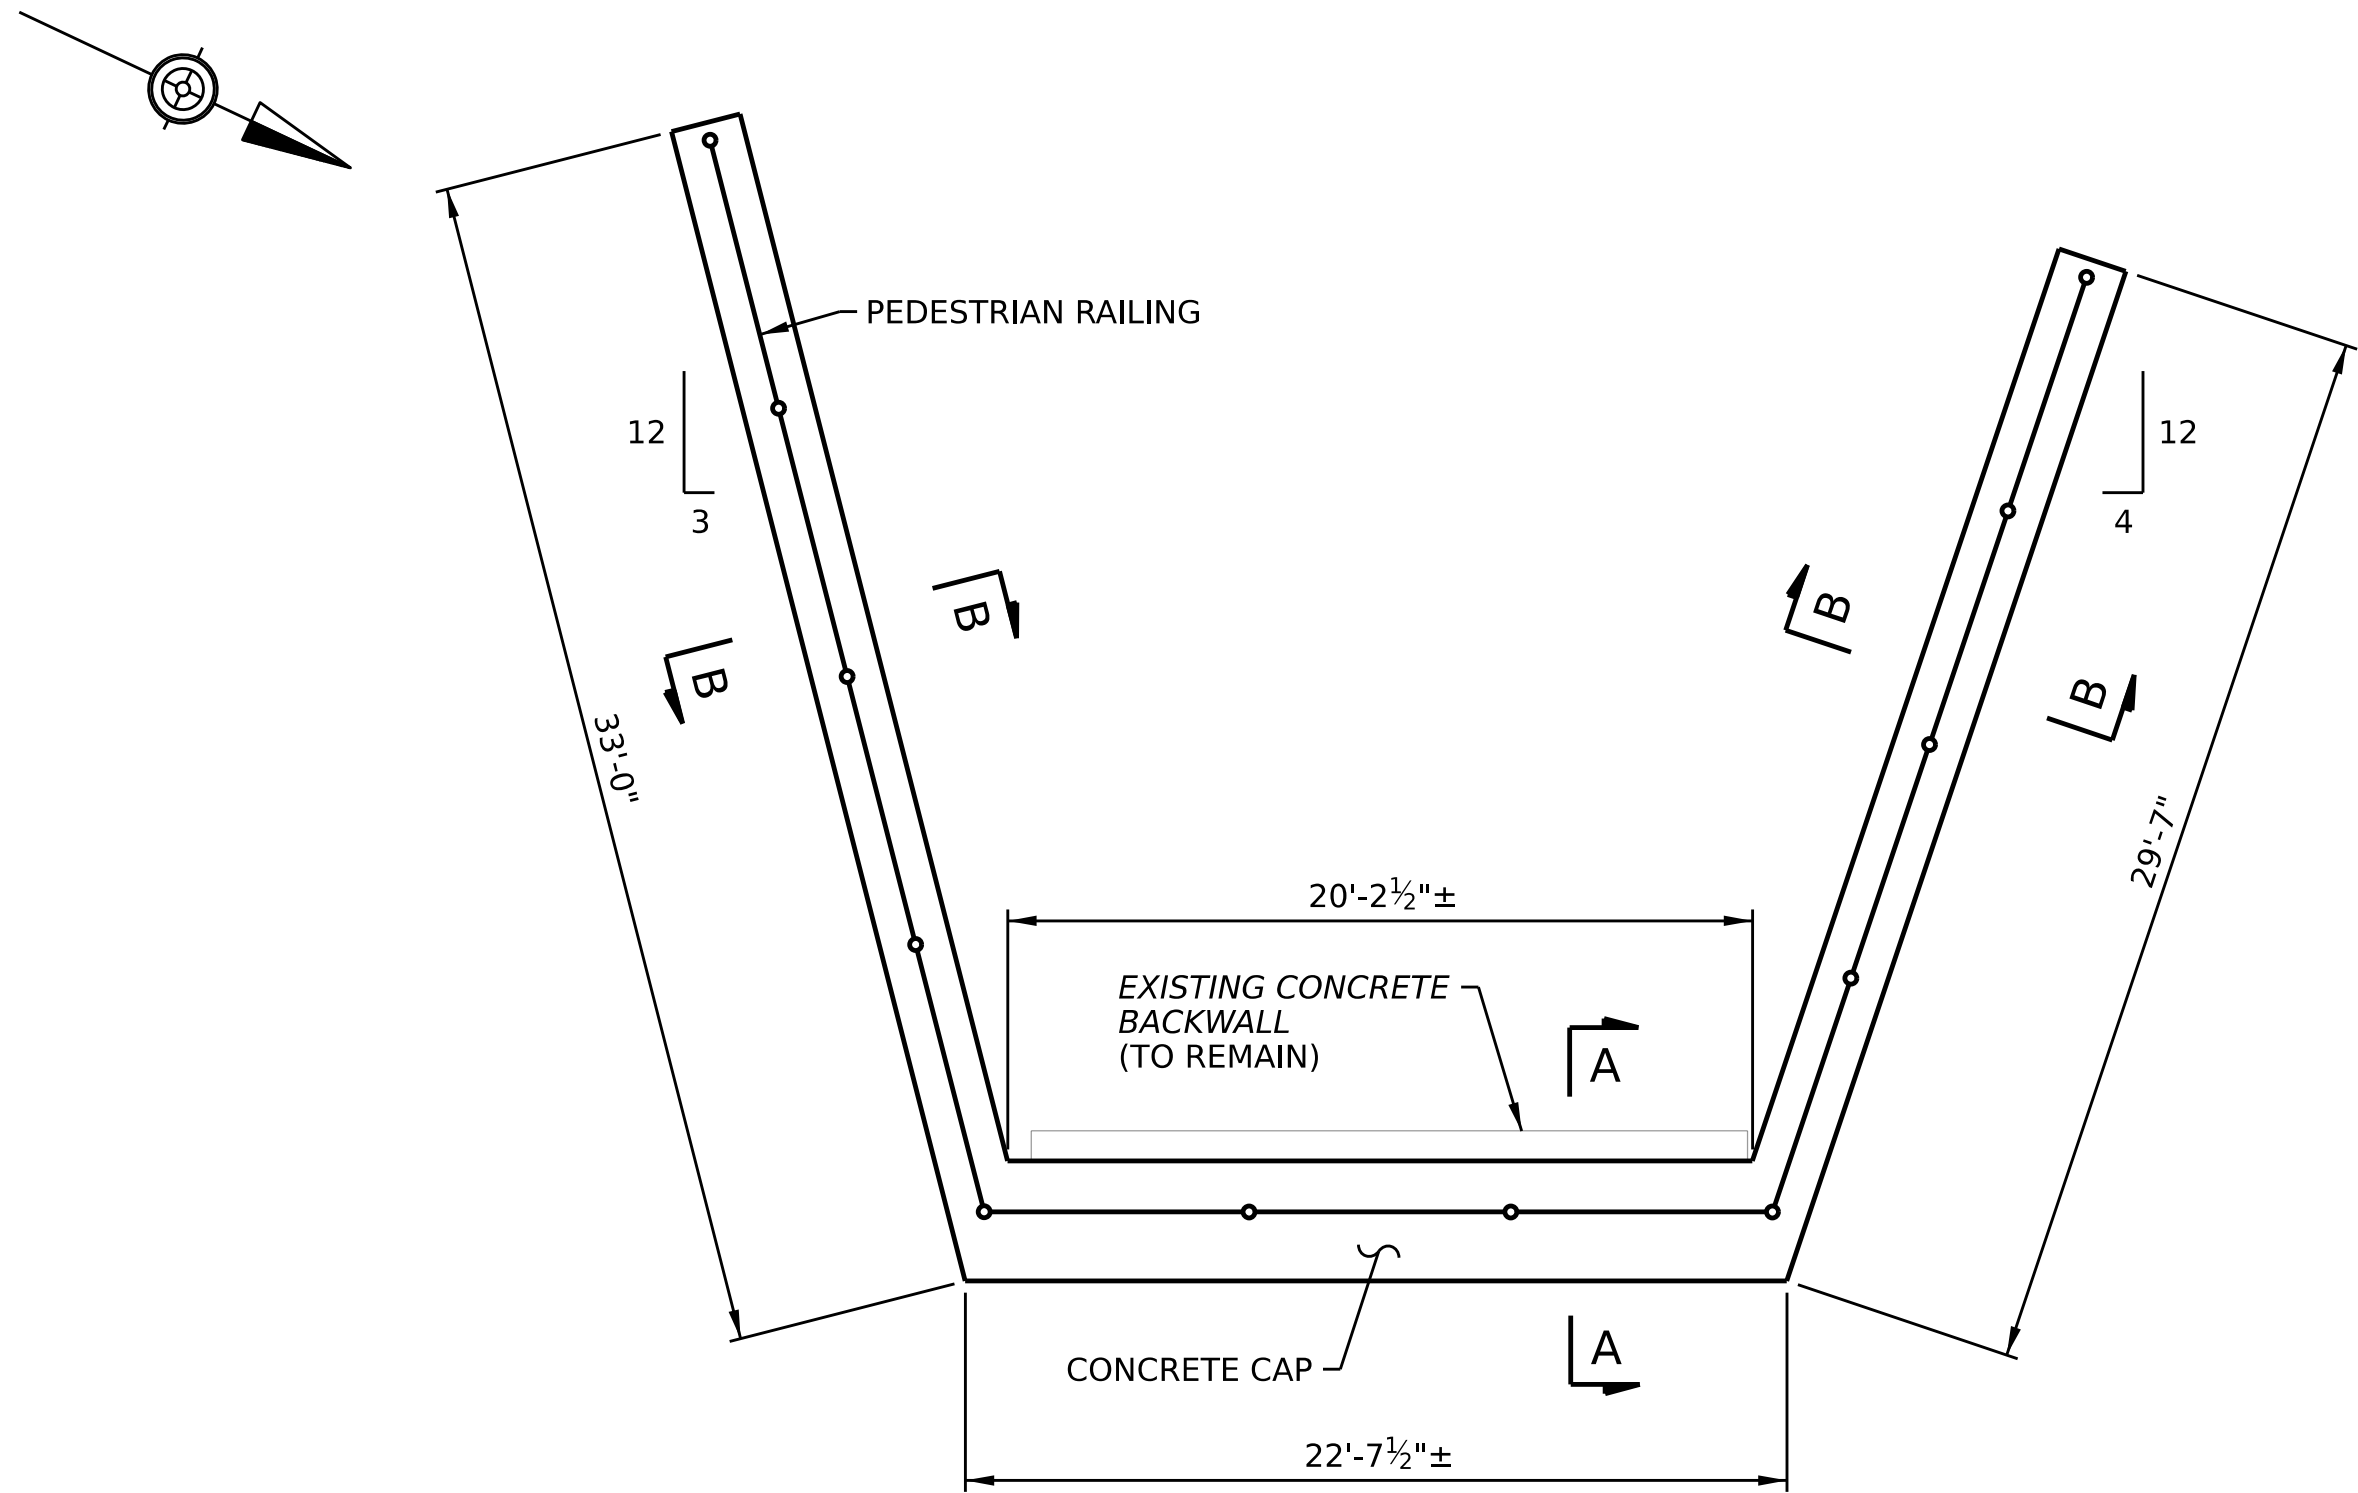 PEDESTRIAN RAILING
12
3
12
4
B
B
B
B
33'-0"
29'-7"
20'-2½"±
EXISTING CONCRETE
BACKWALL
(TO REMAIN)
A
A
CONCRETE CAP
22'-7½"±